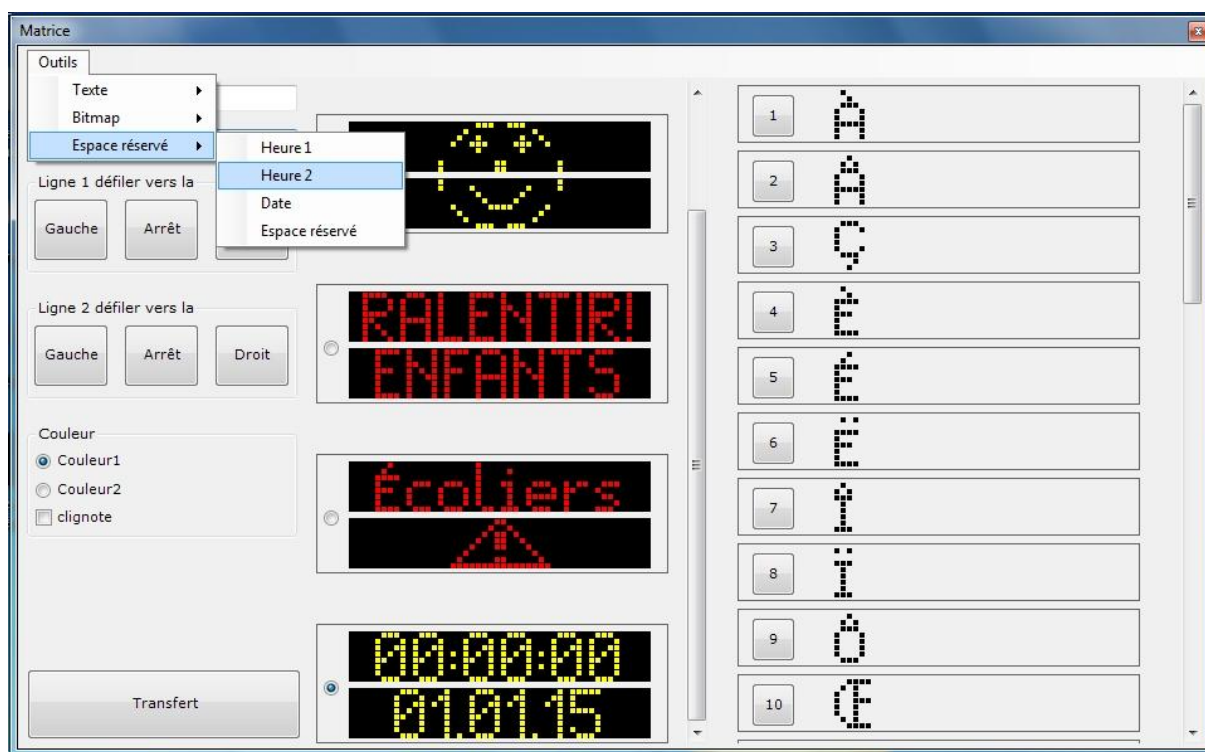 Matrice
Outils
Texte
Bitmap
Espace réservé
Heure 1
Heure 2
Date
Espace réservé
Ligne 1 défiler vers la
Gauche
Arrêt
Ligne 2 défiler vers la
Gauche
Arrêt
Droit
Couleur
Couleur1
Couleur2
clignote
Transfert
RALENTIR!
ENFANTS
Écoliers
00:00:00
01.01.15
1 À
2 Â
3 Ç
4 È
5 É
6 Ë
7 Î
8 Ï
9 Ô
10 Œ